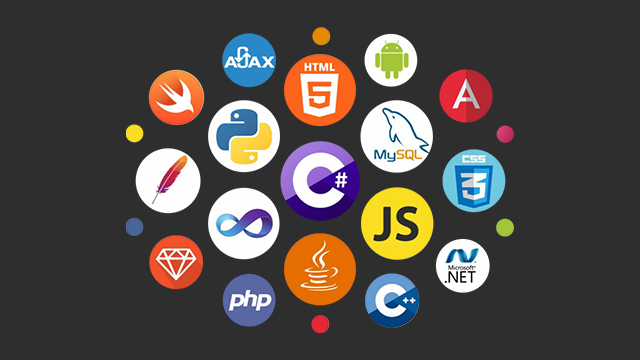 AJAX
HTML
5
A
MySQL
C#
CSS
3
JS
php
C++
Microsoft®
.NET